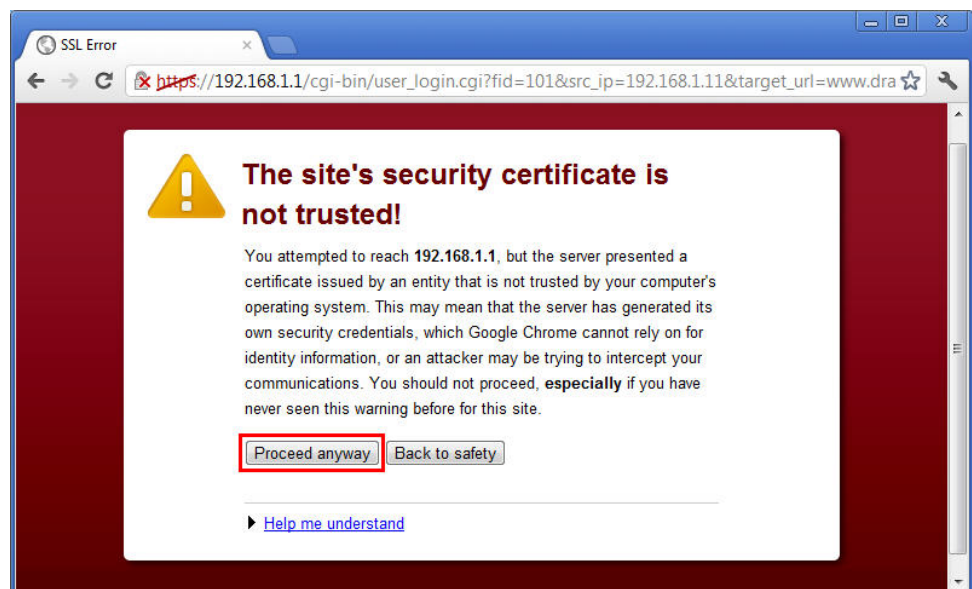 SSL Error
https://192.168.1.1/cgi-bin/user_login.cgi?fid=101&src_ip=192.168.1.11&target_url=www.dra
The site's security certificate is
not trusted!
You attempted to reach 192.168.1.1, but the server presented a
certificate issued by an entity that is not trusted by your computer's
operating system. This may mean that the server has generated its
own security credentials, which Google Chrome cannot rely on for
identity information, or an attacker may be trying to intercept your
communications. You should not proceed, especially if you have
never seen this warning before for this site.
Proceed anyway Back to safety
Help me understand